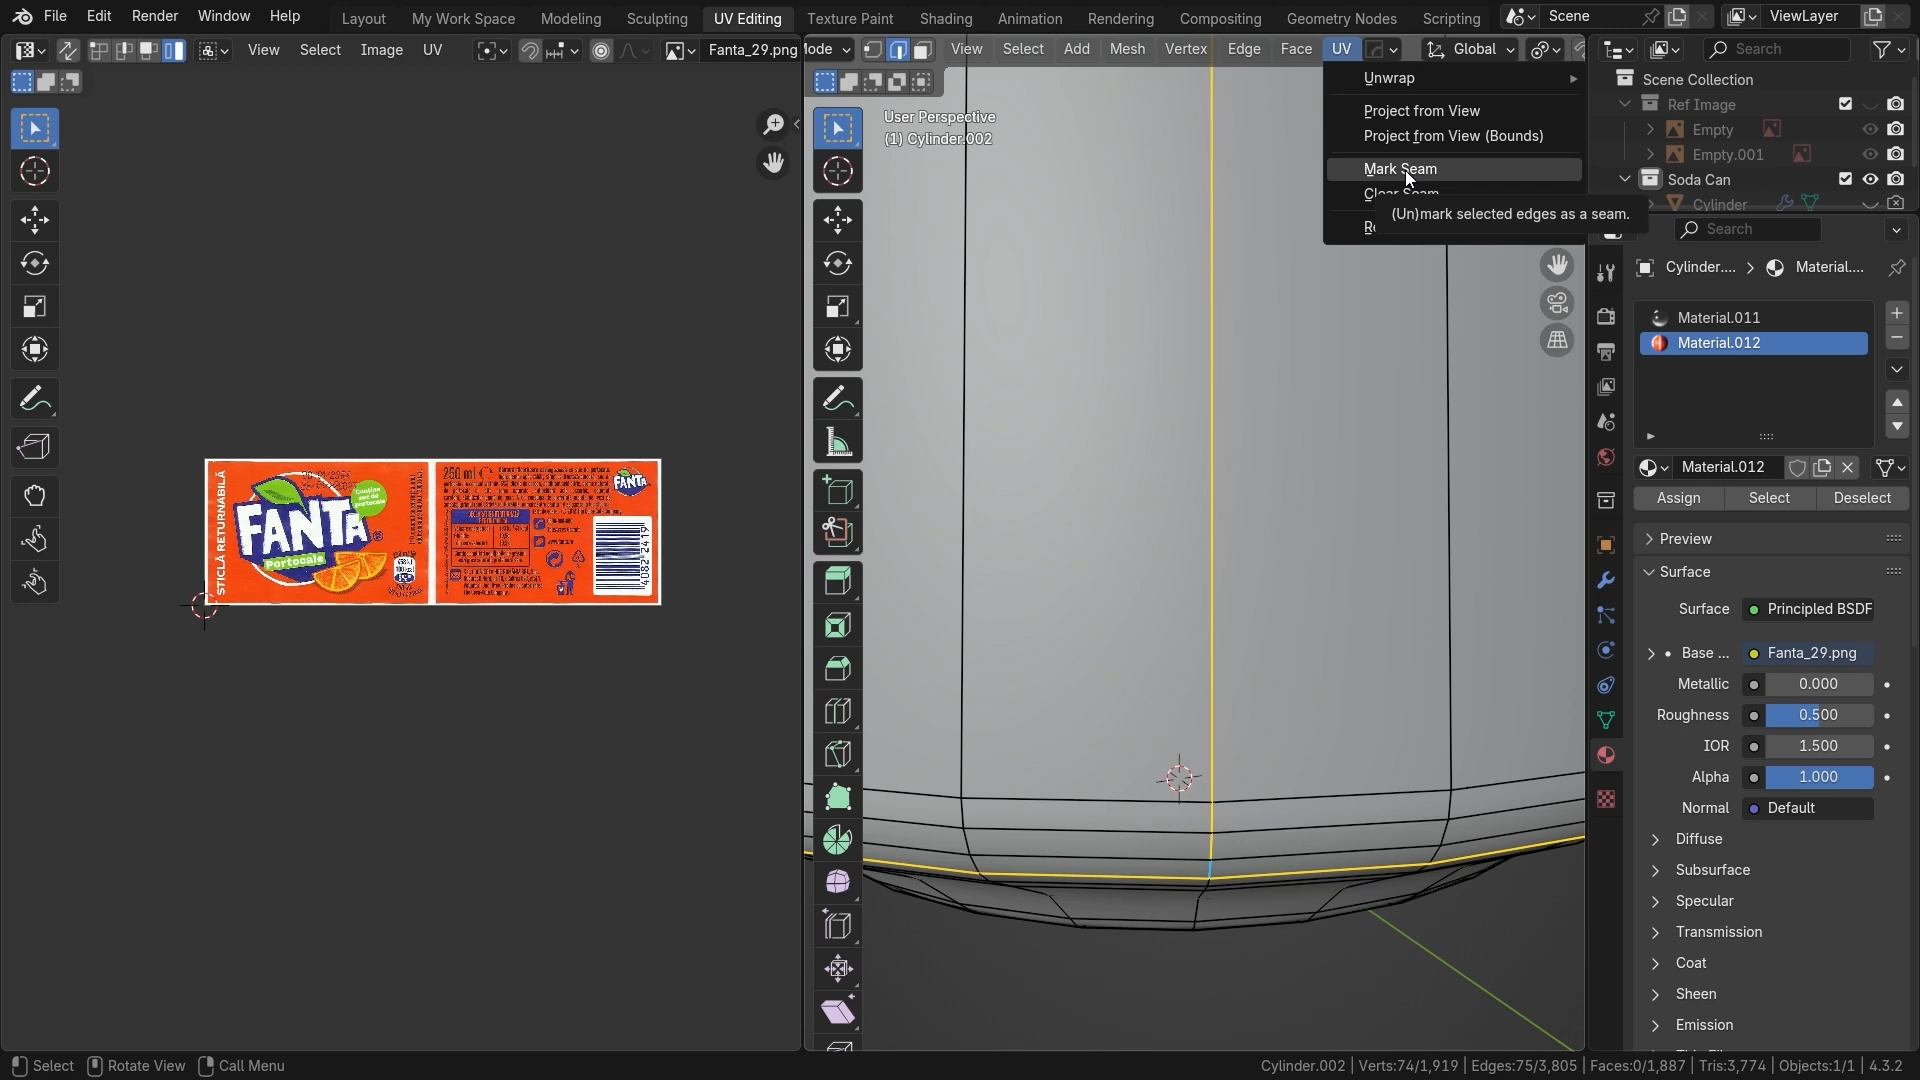 File Edit Render Window Help
Layout My Work Space Modeling Sculpting UV Editing Texture Paint Shading Animation Rendering Compositing Geometry Nodes Scripting
Scene
ViewLayer
View Select Image UV
Fanta_29.png
Mode
View Select Add Mesh Vertex Edge Face UV
Global
Search
User Perspective
(1) Cylinder.002
Unwrap
Project from View
Project from View (Bounds)
Mark Seam
Clear Seam
(Un)mark selected edges as a seam.
Scene Collection
Ref Image
Empty
Empty.001
Soda Can
Cylinder
Search
Cylinder.... Material....
Material.011
Material.012
Material.012
Assign Select Deselect
Preview
Surface
Surface Principled BSDF
Base ... Fanta_29.png
Metallic 0.000
Roughness 0.500
IOR 1.500
Alpha 1.000
Normal Default
Diffuse
Subsurface
Specular
Transmission
Coat
Sheen
Emission
STICLĂ RETURNABILĂ
FANTA
Portocale
250 ml
FANTA
Select Rotate View Call Menu
Cylinder.002 | Verts:74/1,919 | Edges:75/3,805 | Faces:0/1,887 | Tris:3,774 | Objects:1/1 | 4.3.2